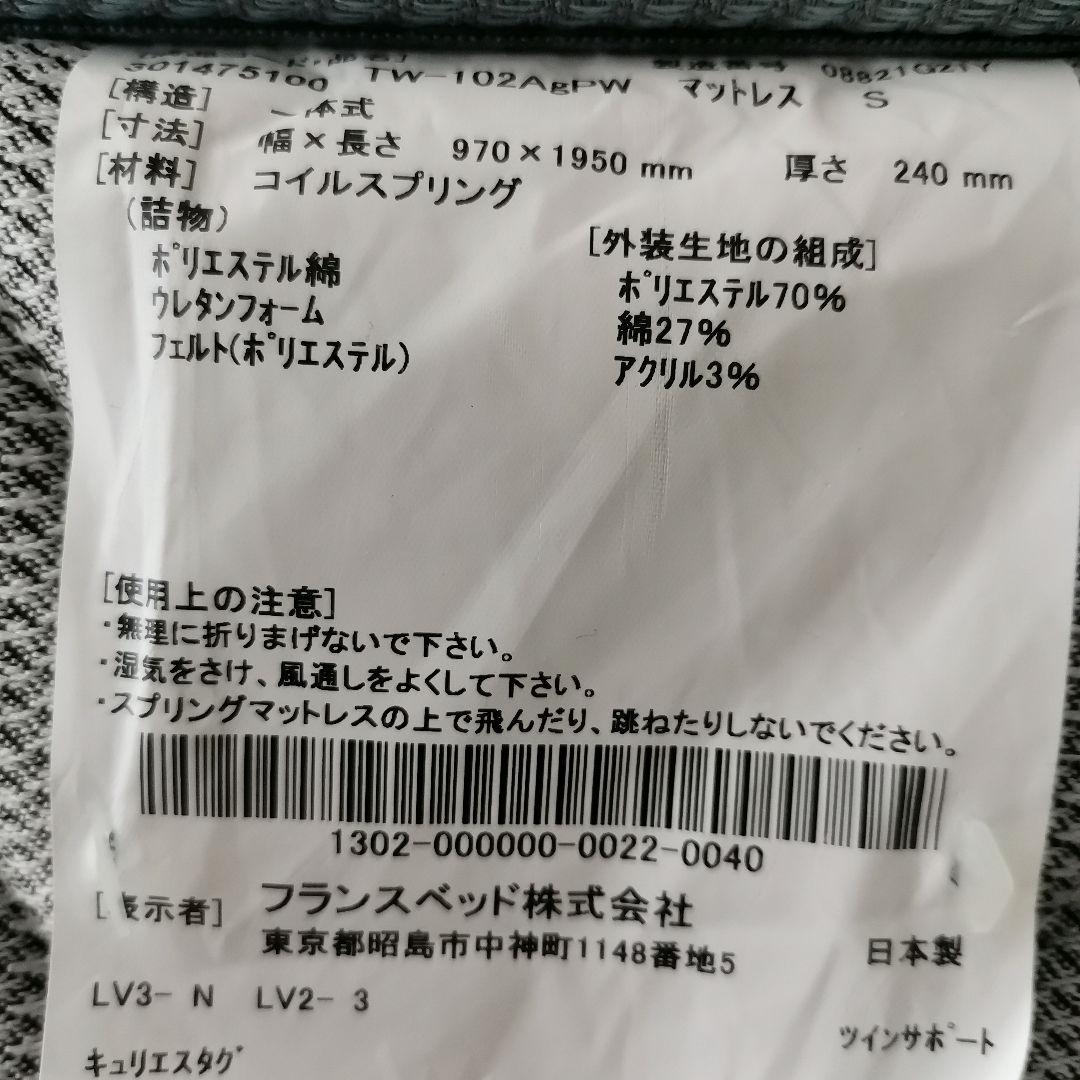 301475100 TW-102AgPW マットレス S
[構造] 一体式
[寸法] 幅×長さ 970×1950 mm 厚さ 240 mm
[材料] コイルスプリング
(詰物)
ポリエステル綿
ウレタンフォーム
フェルト(ポリエステル)
[外装生地の組成]
ポリエステル70%
綿27%
アクリル3%
[使用上の注意]
・無理に折りまげないで下さい。
・湿気をさけ、風通しをよくして下さい。
・スプリングマットレスの上で飛んだり、跳ねたりしないでください。
1302-000000-0022-0040
[表示者] フランスベッド株式会社
東京都昭島市中神町1148番地5
日本製
LV3- N LV2- 3
ツインサポート
キュリエスタグ